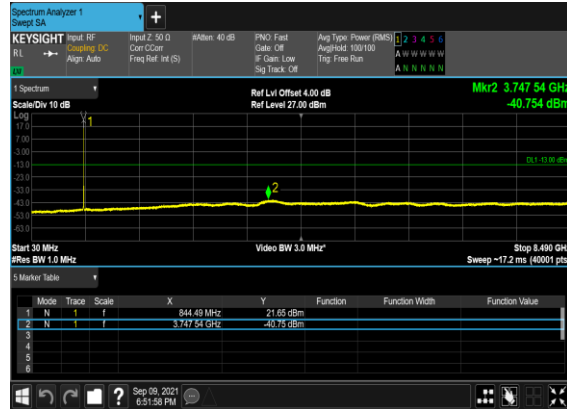 Spectrum Analyzer 1
Swept SA
+
KEYSIGHT
RL
Input: RF
Coupling: DC
Align: Auto
Input Z: 50 Ω
Corr CCorr
Freq Ref: Int (S)
#Atten: 40 dB
PNO: Fast
Gate: Off
IF Gain: Low
Sig Track: Off
Avg Type: Power (RMS)
Avg|Hold: 100/100
Trig: Free Run
1 2 3 4 5 6
A W W W W W
A N N N N N
1 Spectrum
Scale/Div 10 dB
Ref Lvl Offset 4.00 dB
Ref Level 27.00 dBm
Mkr2 3.747 54 GHz
-40.754 dBm
Log
17.0
7.00
-3.00
-13.0
-23.0
-33.0
-43.0
-53.0
-63.0
1
2
DL1 -13.00 dBm
Start 30 MHz
#Res BW 1.0 MHz
Video BW 3.0 MHz*
Stop 8.490 GHz
Sweep ~17.2 ms (40001 pts)
5 Marker Table
Mode Trace Scale X Y Function Function Width Function Value
1 N 1 f 844.49 MHz 21.65 dBm
2 N 1 f 3.747 54 GHz -40.75 dBm
3
4
5
6
?
Sep 09, 2021
6:51:58 PM